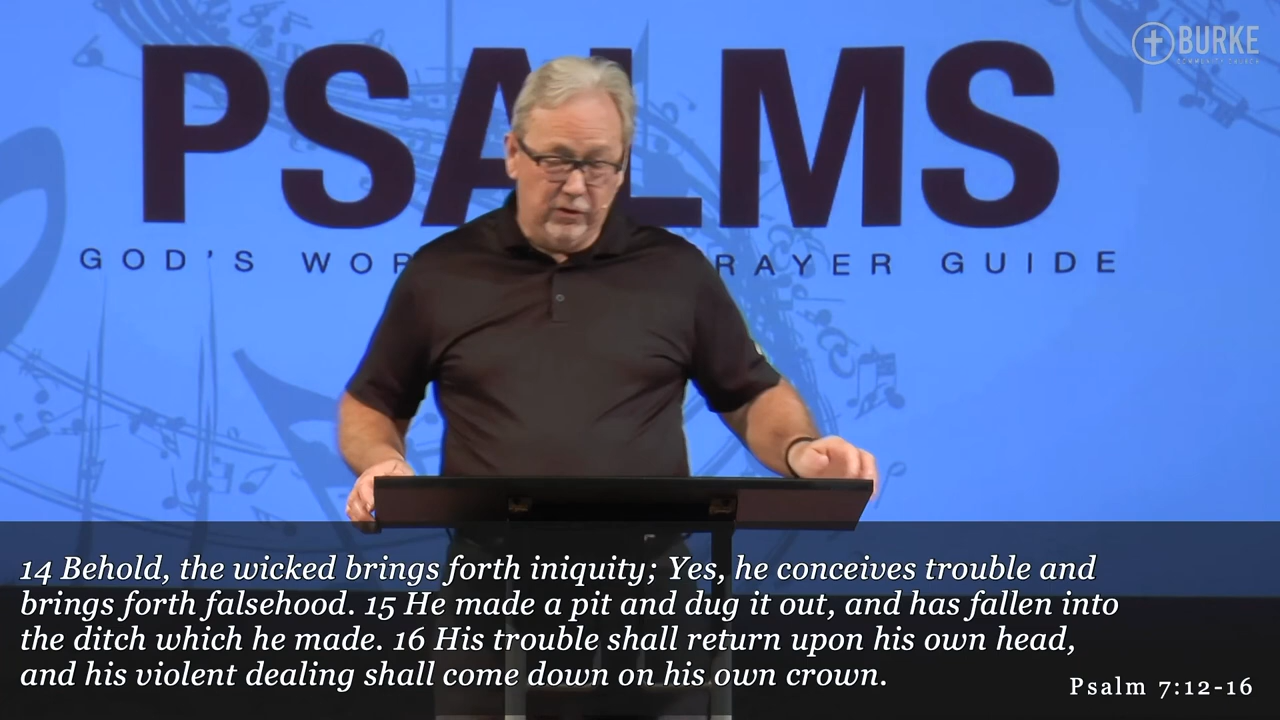 BURKE
COMMUNITY CHURCH
PSALMS
GOD'S WOR RAYER GUIDE
14 Behold, the wicked brings forth iniquity; Yes, he conceives trouble and
brings forth falsehood. 15 He made a pit and dug it out, and has fallen into
the ditch which he made. 16 His trouble shall return upon his own head,
and his violent dealing shall come down on his own crown.
Psalm 7:12-16